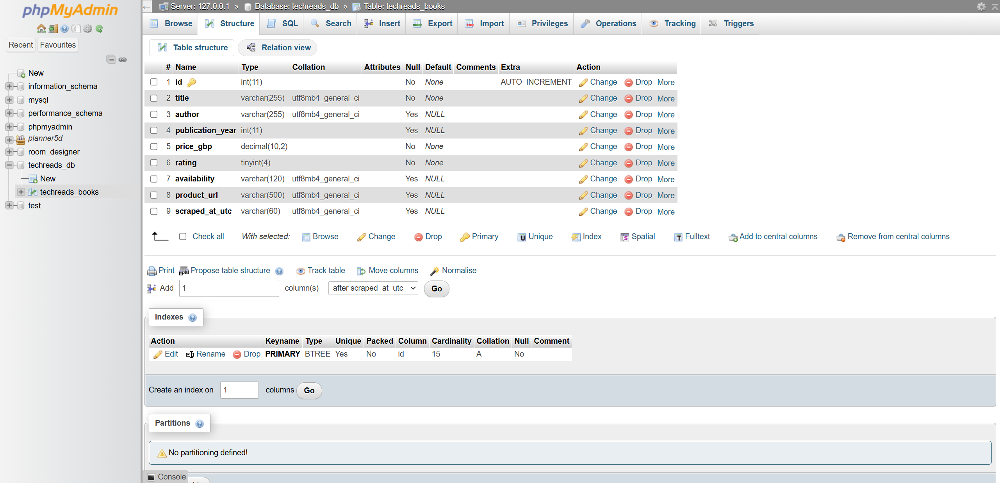 phpMyAdmin
Recent Favourites
New
information_schema
mysql
performance_schema
phpmyadmin
planner5d
room_designer
techreads_db
New
techreads_books
test
← Server: 127.0.0.1 » Database: techreads_db » Table: techreads_books
Browse Structure SQL Search Insert Export Import Privileges Operations Tracking Triggers
Table structure Relation view
# Name Type Collation Attributes Null Default Comments Extra Action
1 id int(11) No None AUTO_INCREMENT Change Drop More
2 title varchar(255) utf8mb4_general_ci No None Change Drop More
3 author varchar(255) utf8mb4_general_ci Yes NULL Change Drop More
4 publication_year int(11) Yes NULL Change Drop More
5 price_gbp decimal(10,2) No None Change Drop More
6 rating tinyint(4) No None Change Drop More
7 availability varchar(120) utf8mb4_general_ci Yes NULL Change Drop More
8 product_url varchar(500) utf8mb4_general_ci Yes NULL Change Drop More
9 scraped_at_utc varchar(60) utf8mb4_general_ci Yes NULL Change Drop More
Check all With selected: Browse Change Drop Primary Unique Index Spatial Fulltext Add to central columns Remove from central columns
Print Propose table structure Track table Move columns Normalise
Add 1 column(s) after scraped_at_utc Go
Indexes
Action Keyname Type Unique Packed Column Cardinality Collation Null Comment
Edit Rename Drop PRIMARY BTREE Yes No id 15 A No
Create an index on 1 columns Go
Partitions
No partitioning defined!
Console